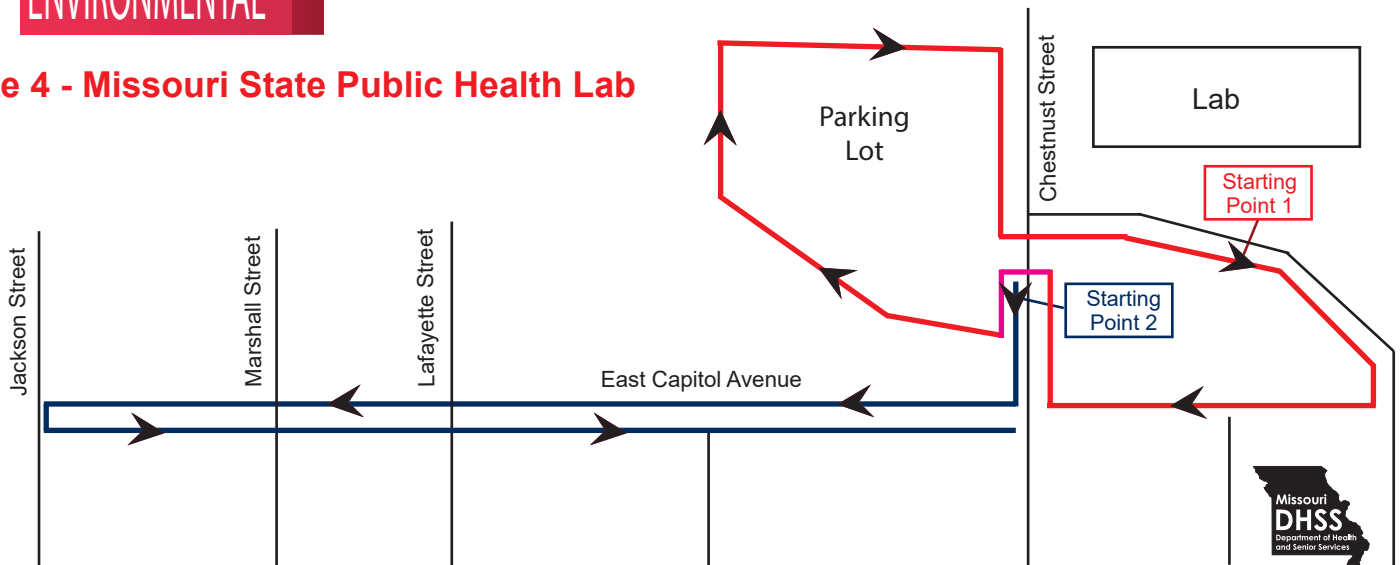 ENVIRONMENTAL
e 4 - Missouri State Public Health Lab
Parking
Lot
Chestnust Street
Lab
Starting
Point 1
Starting
Point 2
Jackson Street
Marshall Street
Lafayette Street
East Capitol Avenue
Missouri
DHSS
Department of Health
and Senior Services